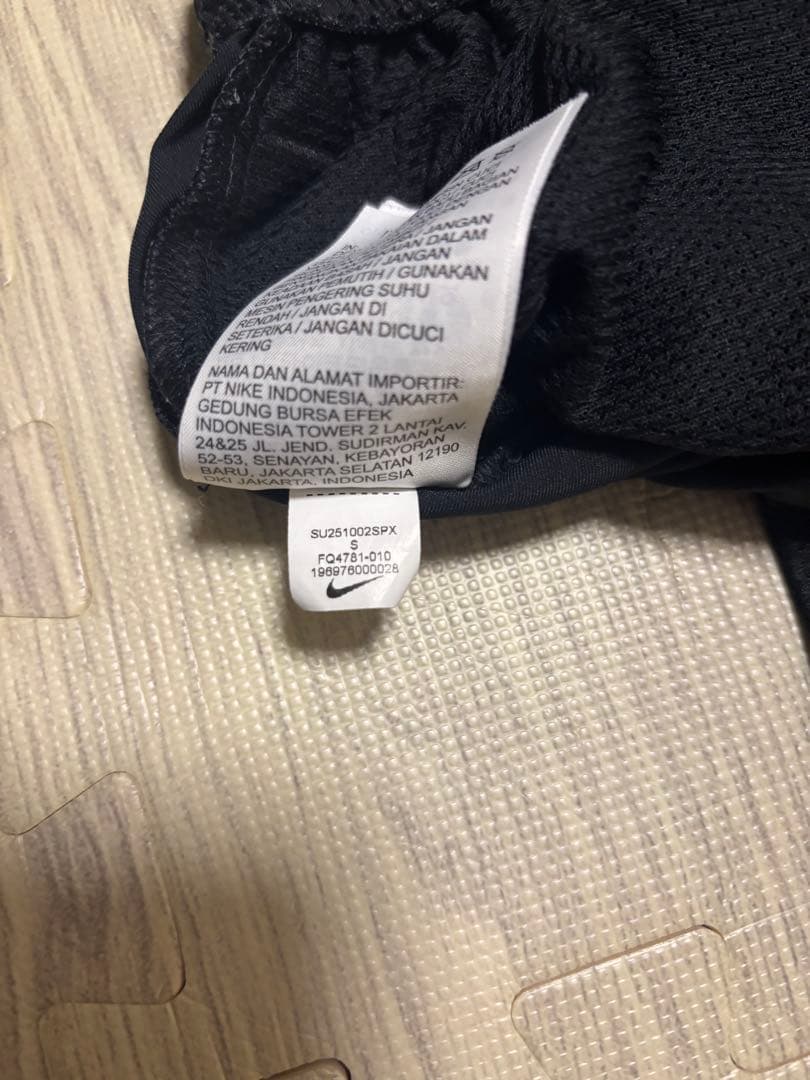 JANGAN
DALAM
JANGAN
GUNAKAN PEMUTIH / GUNAKAN
MESIN PENGERING SUHU
RENDAH / JANGAN DI
SETERIKA / JANGAN DICUCI
KERING
NAMA DAN ALAMAT IMPORTIR:
PT NIKE INDONESIA, JAKARTA
GEDUNG BURSA EFEK
INDONESIA TOWER 2 LANTAI
24&25 JL. JEND. SUDIRMAN KAV.
52-53, SENAYAN, KEBAYORAN
BARU, JAKARTA SELATAN 12190
DKI JAKARTA, INDONESIA
SU251002SPX
S
FQ4781-010
196976000028